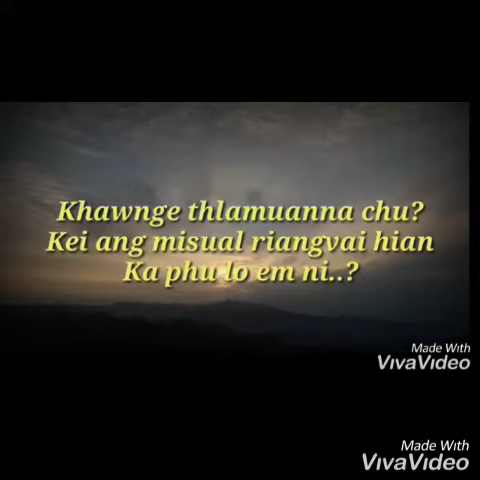 Khawnge thlamuanna chu?
Kei ang misual riangvai hian
Ka phu lo em ni..?
Made With
VivaVideo
Made With
VivaVideo